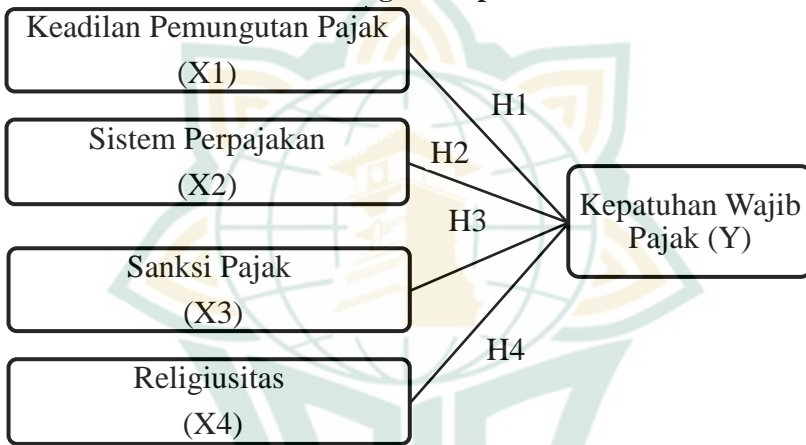 Keadilan Pemungutan Pajak
(X1)
H1
Sistem Perpajakan
(X2)
H2
H3
Kepatuhan Wajib
Pajak (Y)
Sanksi Pajak
(X3)
H4
Religiusitas
(X4)